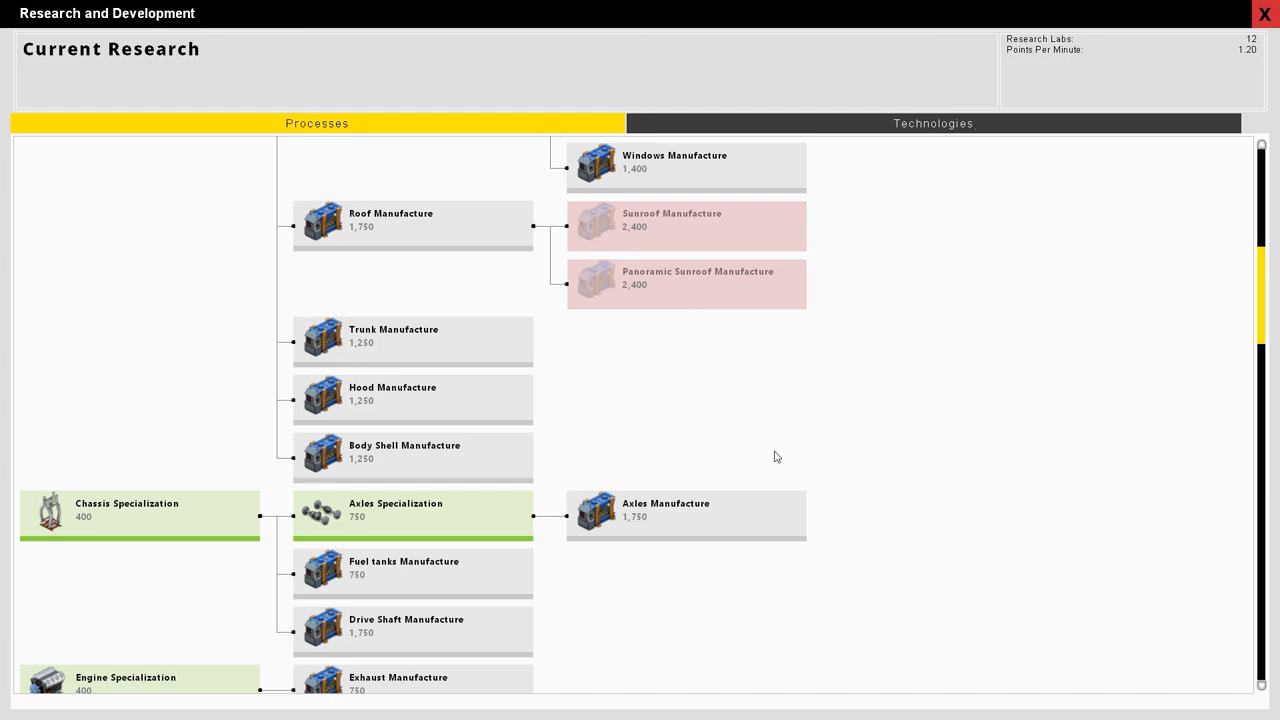 Research and Development
X
Current Research
Research Labs: 12
Points Per Minute: 1.20
Processes
Technologies
Windows Manufacture
1,400
Roof Manufacture
1,750
Sunroof Manufacture
2,400
Panoramic Sunroof Manufacture
2,400
Trunk Manufacture
1,250
Hood Manufacture
1,250
Body Shell Manufacture
1,250
Chassis Specialization
400
Axles Specialization
750
Axles Manufacture
1,750
Fuel tanks Manufacture
750
Drive Shaft Manufacture
1,750
Engine Specialization
400
Exhaust Manufacture
750